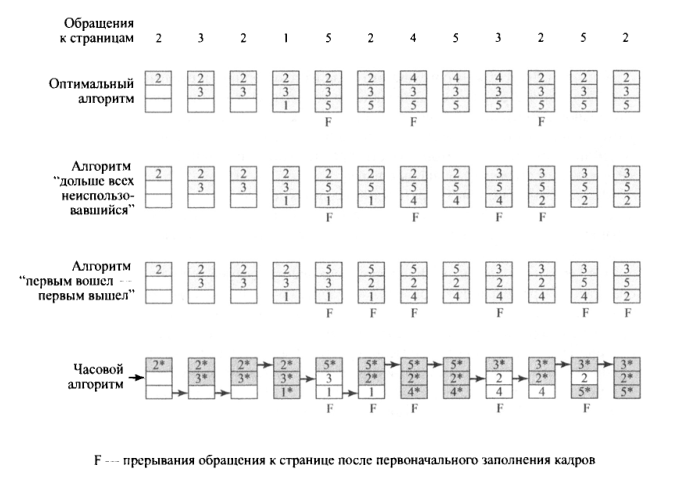 Обращения
к страницам 2 3 2 1 5 2 4 5 3 2 5 2
Оптимальный
алгоритм
2 2 2 2 2 2 4 4 4 2 2 2
3 3 3 3 3 3 3 3 3 3 3
1 5 5 5 5 5 5 5 5
F F F
Алгоритм
“дольше всех
неиспользо-
вавшийся”
2 2 2 2 2 2 2 2 3 3 3 3
3 3 3 5 5 5 5 5 5 5 5
1 1 1 4 4 4 2 2 2
F F F F
Алгоритм
“первым вошел —
первым вышел”
2 2 2 2 5 5 5 5 3 3 3 3
3 3 3 3 2 2 2 2 2 5 5
1 1 1 4 4 4 4 4 2
F F F F F F
Часовой
алгоритм
2* 2* 2* 2* 5* 5* 5* 5* 3* 3* 3* 3*
3* 3* 3* 3 2* 2* 2* 2 2* 2 2*
1* 1 1 4* 4* 4 4 5* 5*
F F F F F
F — прерывания обращения к странице после первоначального заполнения кадров